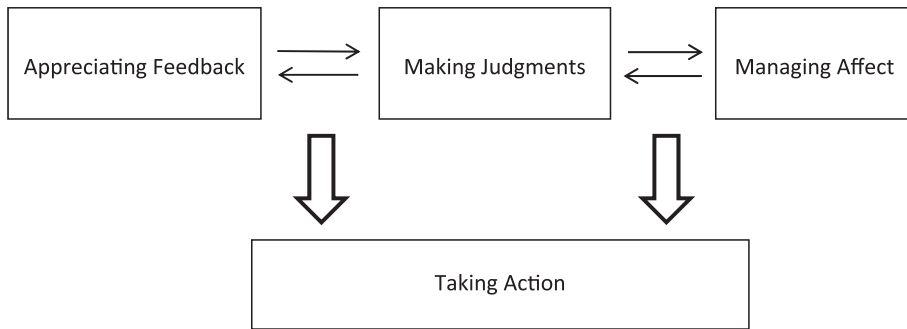 Appreciating Feedback
Making Judgments
Managing Affect
Taking Action